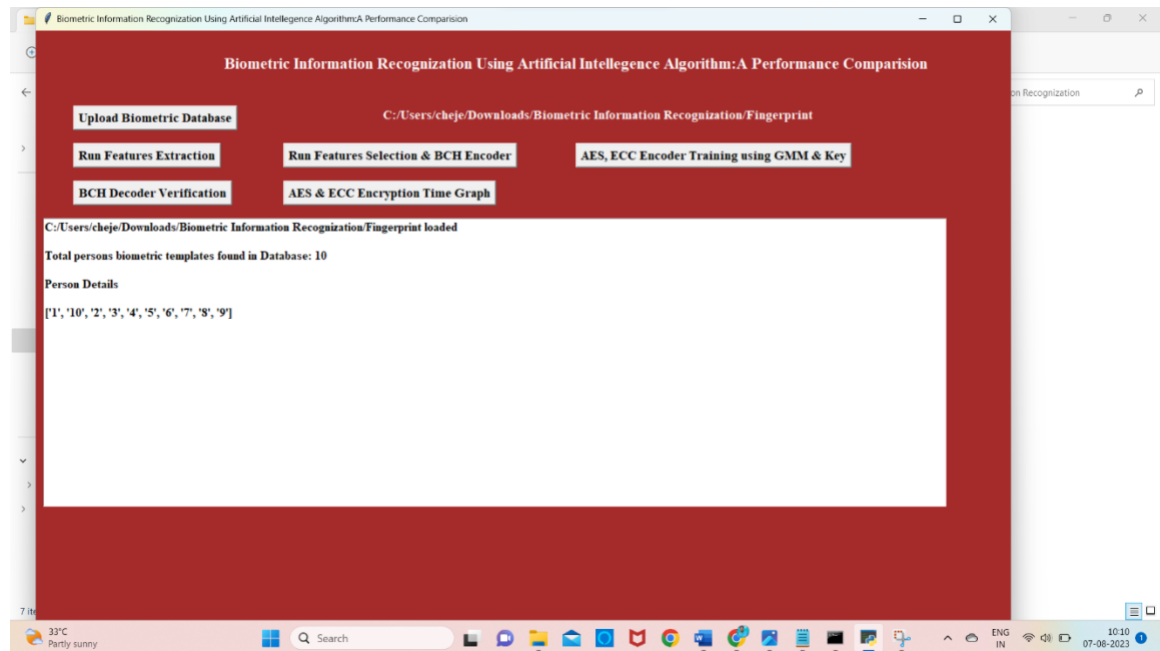 Biometric Information Recognization Using Artificial Intellegence Algorithm:A Performance Comparision
Biometric Information Recognization Using Artificial Intellegence Algorithm:A Performance Comparision
on Recognization
Upload Biometric Database
C:/Users/cheje/Downloads/Biometric Information Recognization/Fingerprint
Run Features Extraction
Run Features Selection & BCH Encoder
AES, ECC Encoder Training using GMM & Key
BCH Decoder Verification
AES & ECC Encryption Time Graph
C:/Users/cheje/Downloads/Biometric Information Recognization/Fingerprint loaded
Total persons biometric templates found in Database: 10
Person Details
['1', '10', '2', '3', '4', '5', '6', '7', '8', '9']
7 ite
33°C
Partly sunny
Search
ENG
IN
10:10
07-08-2023
1